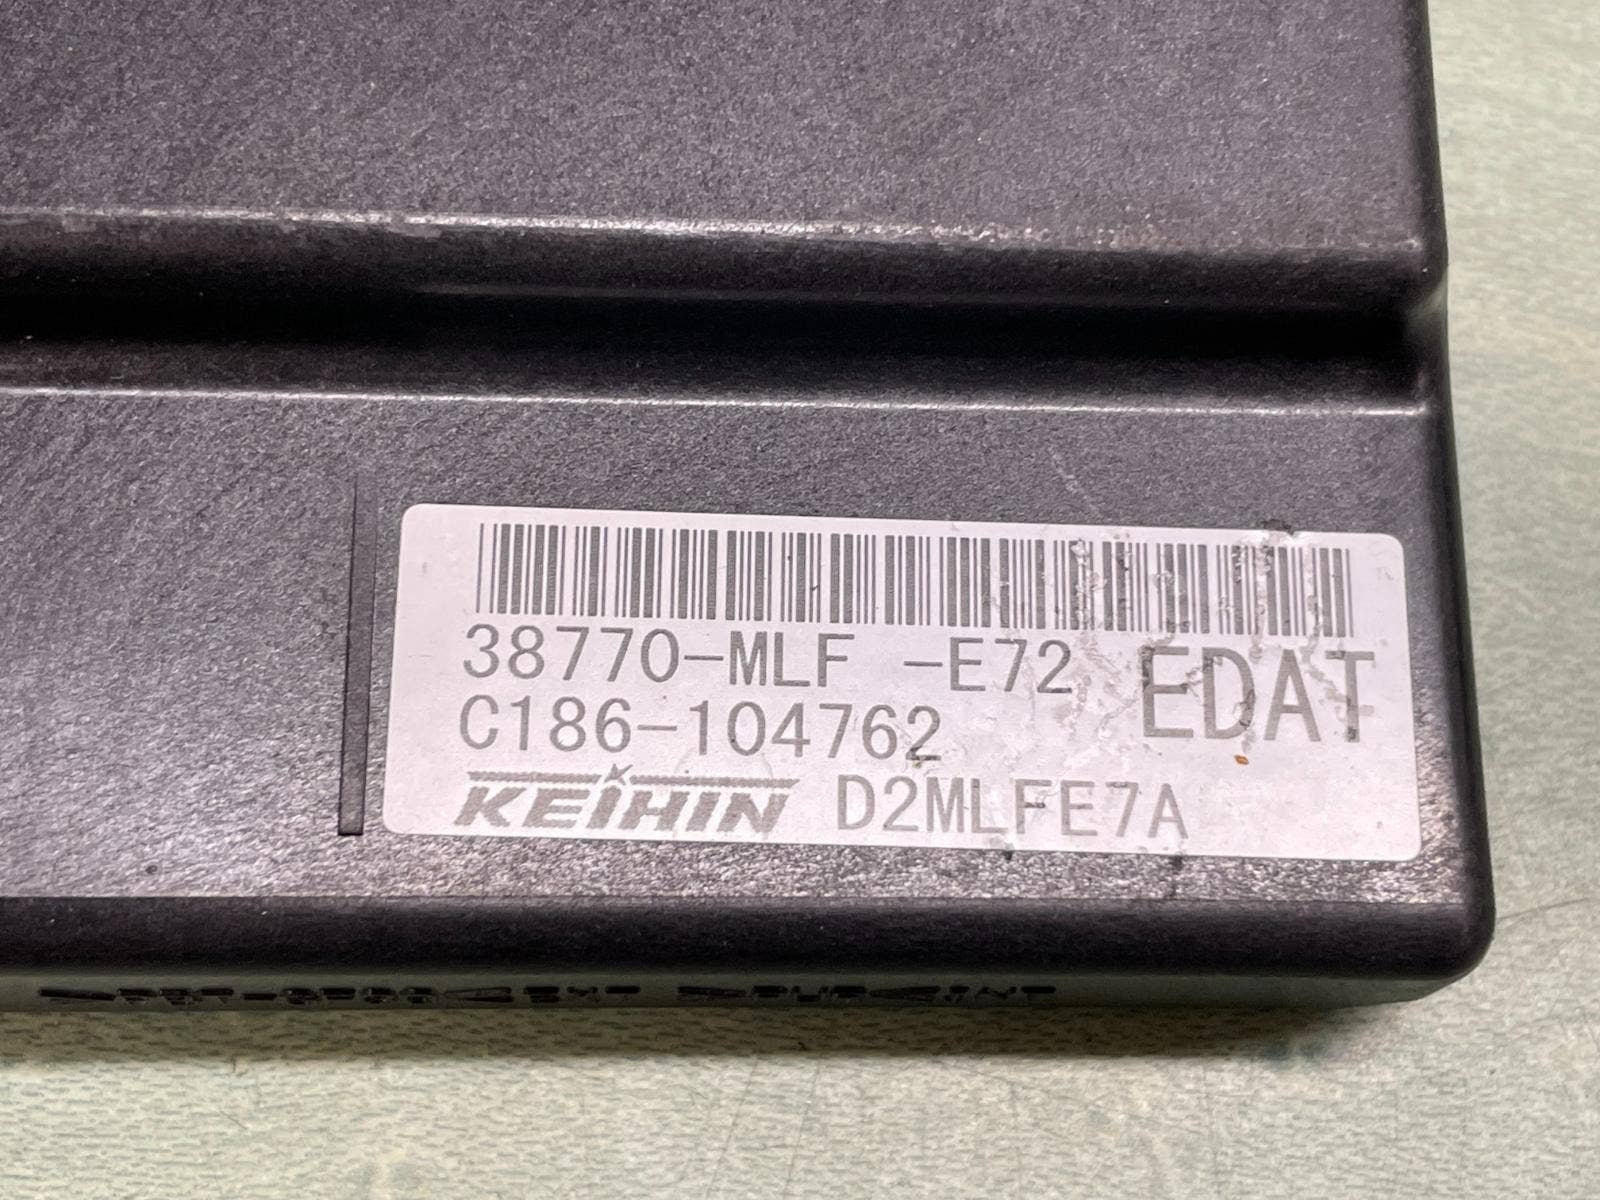 38770-MLF -E72 EDAT
C186-104762
KEIHIN D2MLFE7A